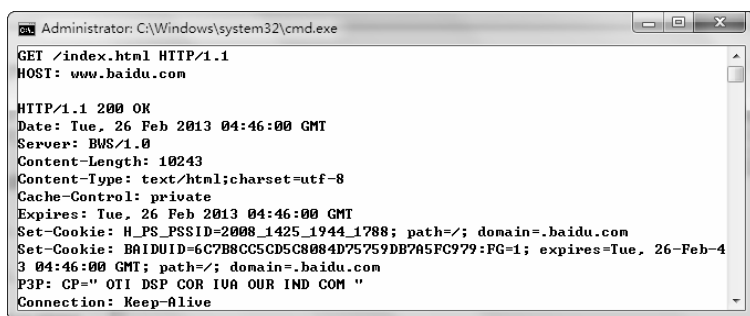 Administrator: C:\Windows\system32\cmd.exe
GET /index.html HTTP/1.1
HOST: www.baidu.com

HTTP/1.1 200 OK
Date: Tue, 26 Feb 2013 04:46:00 GMT
Server: BWS/1.0
Content-Length: 10243
Content-Type: text/html;charset=utf-8
Cache-Control: private
Expires: Tue, 26 Feb 2013 04:46:00 GMT
Set-Cookie: H_PS_PSSID=2008_1425_1944_1788; path=/; domain=.baidu.com
Set-Cookie: BAIDUID=6C7B8CC5CD5C8084D75759DB7A5FC979:FG=1; expires=Tue, 26-Feb-4
3 04:46:00 GMT; path=/; domain=.baidu.com
P3P: CP=" OTI DSP COR IVA OUR IND COM "
Connection: Keep-Alive